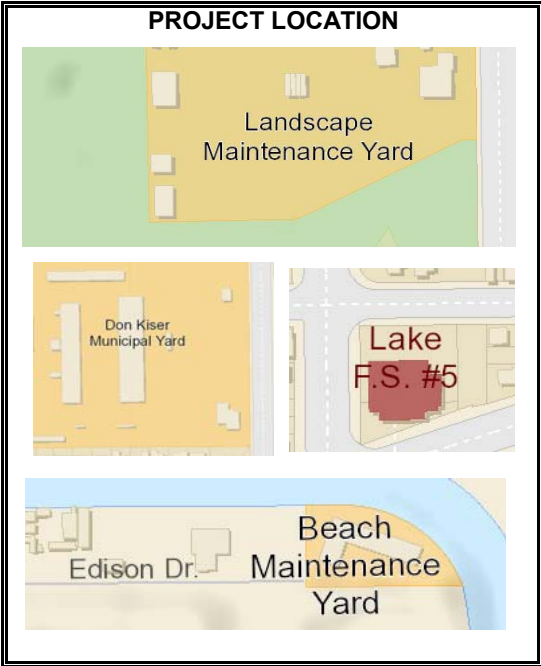 PROJECT LOCATION
Landscape
Maintenance Yard
Don Kiser
Municipal Yard
Lake
F.S. #5
Edison Dr.
Beach
Maintenance
Yard